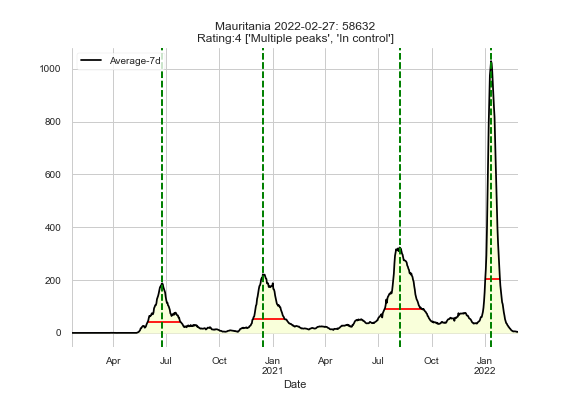 Mauritania 2022-02-27: 58632
Rating:4 ['Multiple peaks', 'In control']
Average-7d
1000
800
600
400
200
0
Apr Jul Oct Jan Apr Jul Oct Jan
2021 2022
Date